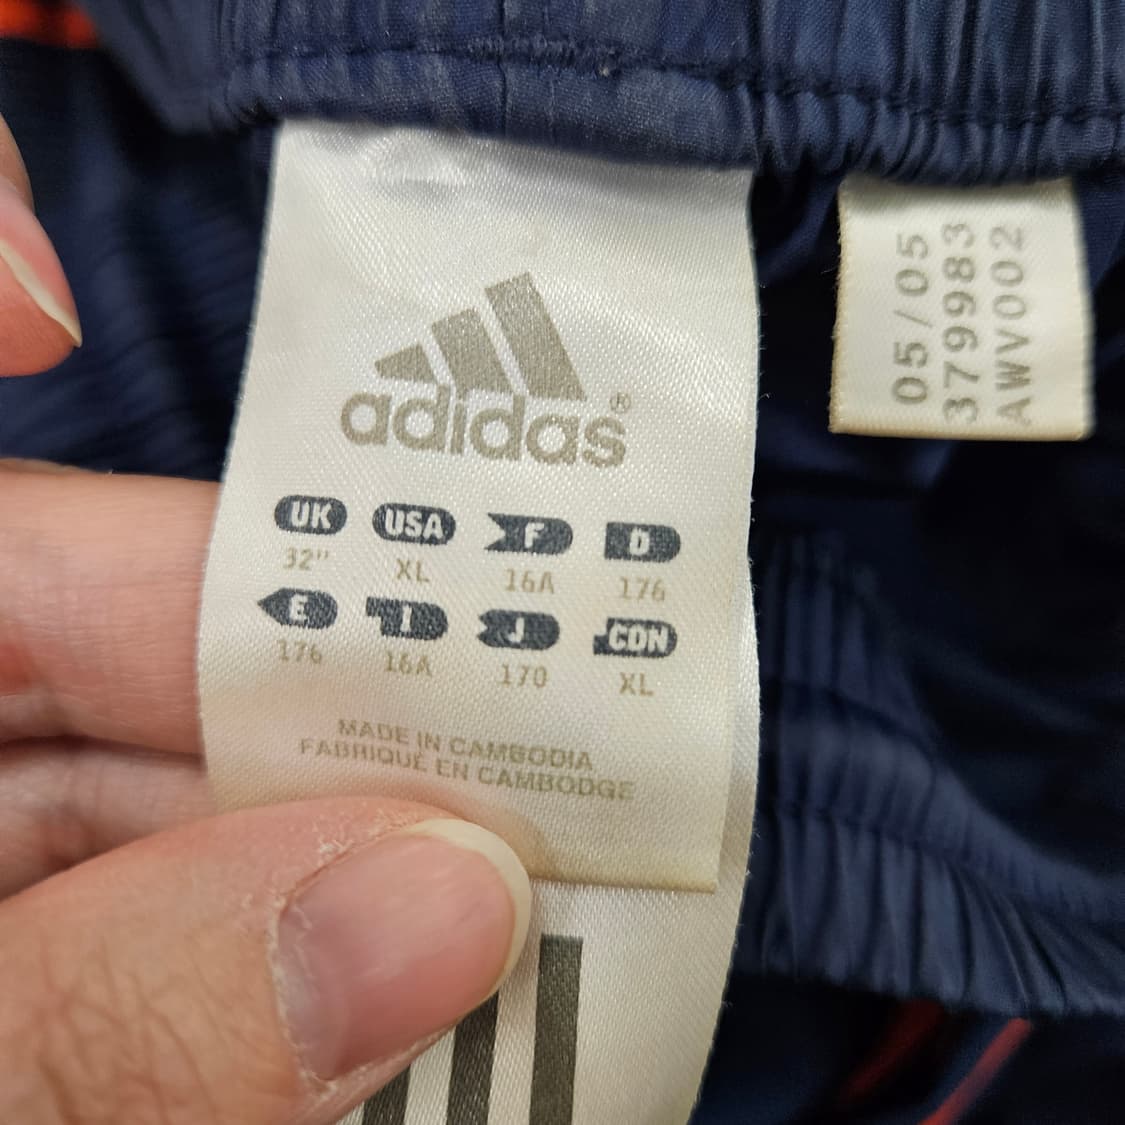 adidas®
UK USA F D
32" XL 16A 176
E I J CDN
176 16A 170 XL
MADE IN CAMBODIA
FABRIQUÉ EN CAMBODGE
05/05
379983
AWV002